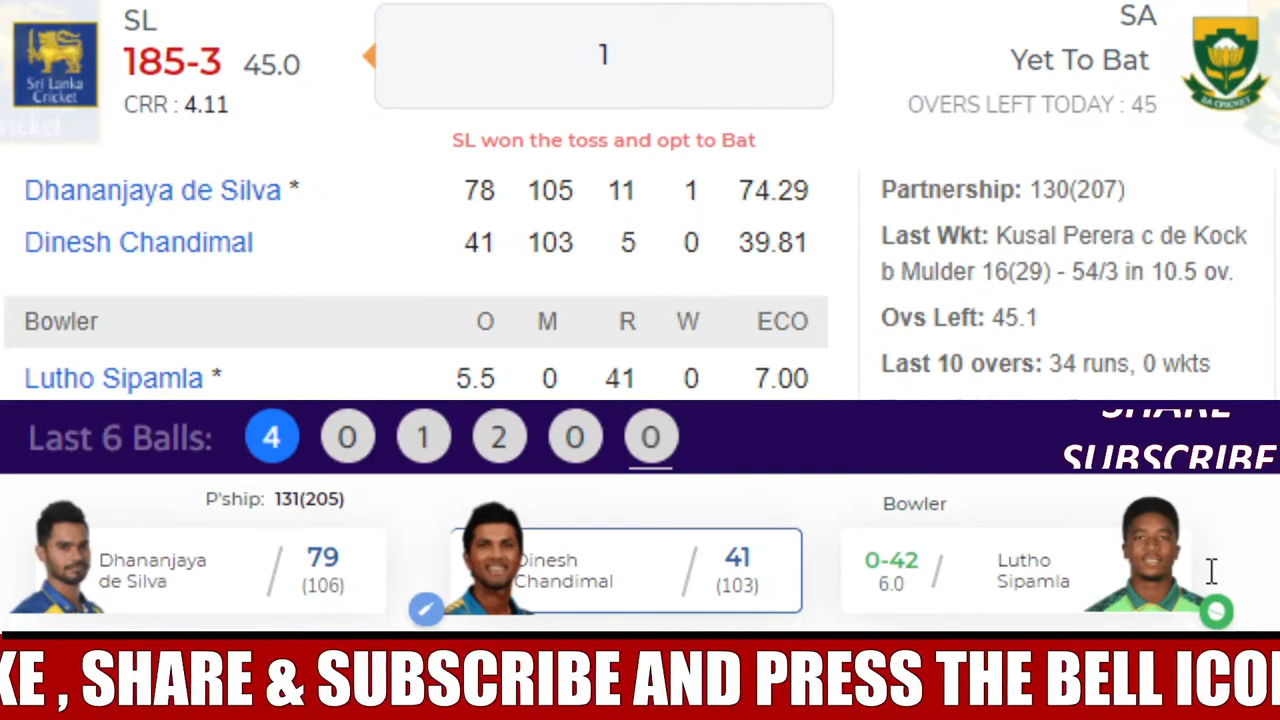 SL
185-3 45.0
CRR : 4.11
Sri Lanka
Cricket
1
SA
Yet To Bat
OVERS LEFT TODAY : 45
SA CRICKET
SL won the toss and opt to Bat
Dhananjaya de Silva * 78 105 11 1 74.29
Dinesh Chandimal 41 103 5 0 39.81
Bowler O M R W ECO
Lutho Sipamla * 5.5 0 41 0 7.00
Partnership: 130(207)
Last Wkt: Kusal Perera c de Kock
b Mulder 16(29) - 54/3 in 10.5 ov.
Ovs Left: 45.1
Last 10 overs: 34 runs, 0 wkts
Last 6 Balls: 4 0 1 2 0 0
SHARE
SUBSCRIBE
P'ship: 131(205)
Dhananjaya
de Silva
79
(106)
Dinesh
Chandimal
41
(103)
Bowler
0-42
6.0
Lutho
Sipamla
KE , SHARE & SUBSCRIBE AND PRESS THE BELL ICO